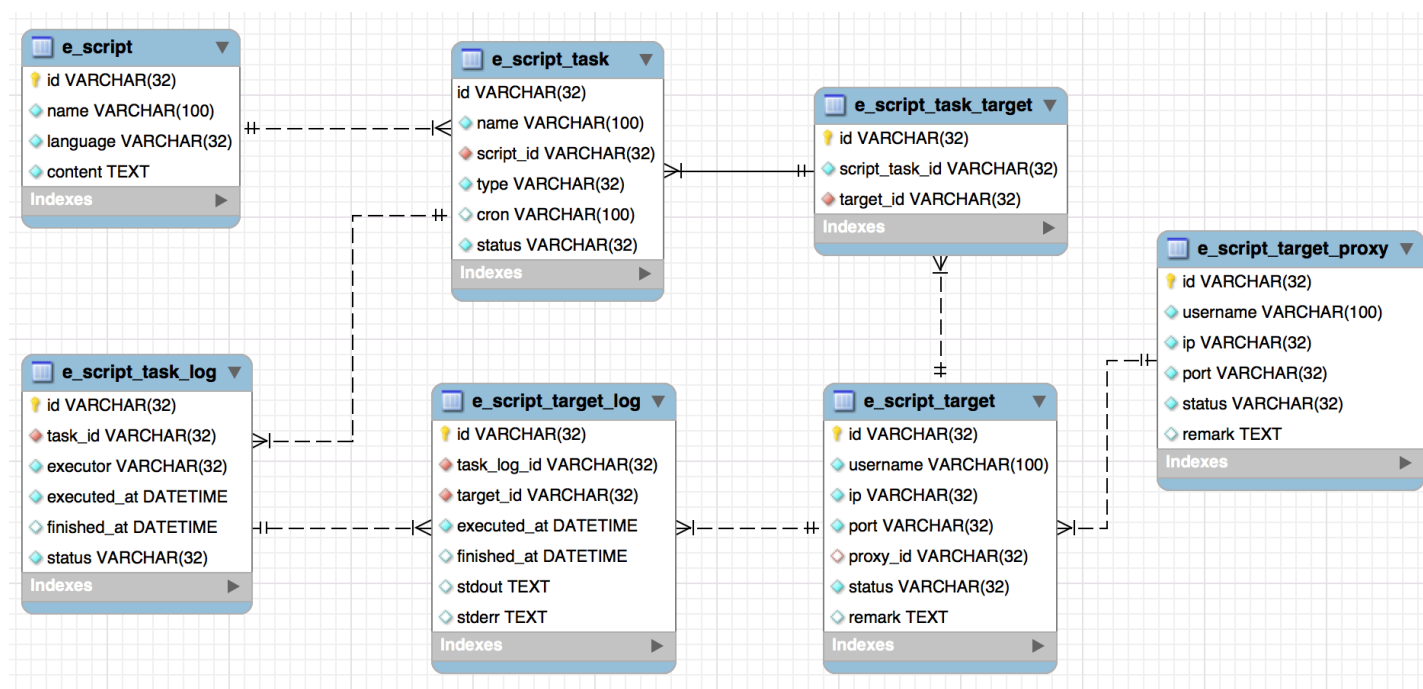 e_script
id VARCHAR(32)
name VARCHAR(100)
language VARCHAR(32)
content TEXT
Indexes
e_script_task
id VARCHAR(32)
name VARCHAR(100)
script_id VARCHAR(32)
type VARCHAR(32)
cron VARCHAR(100)
status VARCHAR(32)
Indexes
e_script_task_target
id VARCHAR(32)
script_task_id VARCHAR(32)
target_id VARCHAR(32)
Indexes
e_script_target_proxy
id VARCHAR(32)
username VARCHAR(100)
ip VARCHAR(32)
port VARCHAR(32)
status VARCHAR(32)
remark TEXT
Indexes
e_script_task_log
id VARCHAR(32)
task_id VARCHAR(32)
executor VARCHAR(32)
executed_at DATETIME
finished_at DATETIME
status VARCHAR(32)
Indexes
e_script_target_log
id VARCHAR(32)
task_log_id VARCHAR(32)
target_id VARCHAR(32)
executed_at DATETIME
finished_at DATETIME
stdout TEXT
stderr TEXT
Indexes
e_script_target
id VARCHAR(32)
username VARCHAR(100)
ip VARCHAR(32)
port VARCHAR(32)
proxy_id VARCHAR(32)
status VARCHAR(32)
remark TEXT
Indexes